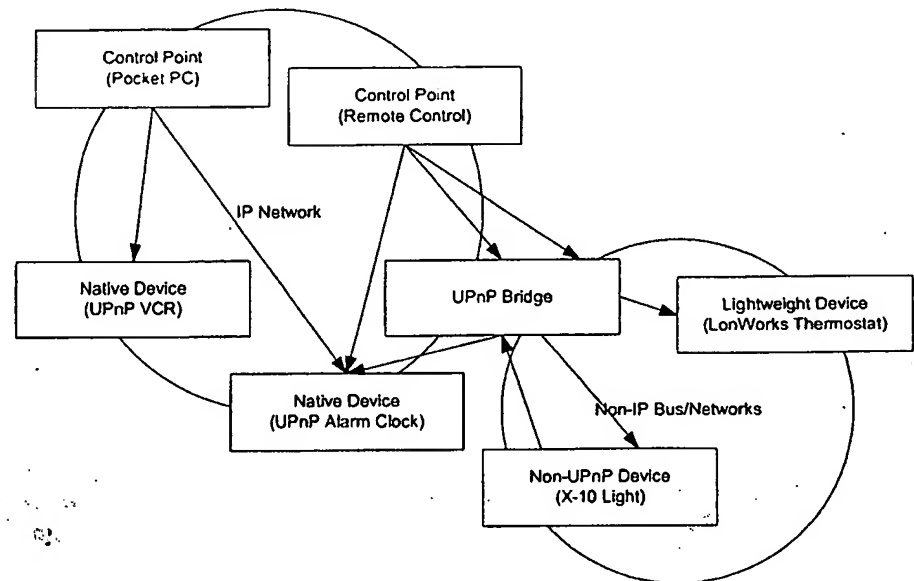 Control Point
(Pocket PC)
Control Point
(Remote Control)
IP Network
Native Device
(UPnP VCR)
UPnP Bridge
Lightweight Device
(LonWorks Thermostat)
Native Device
(UPnP Alarm Clock)
Non-IP Bus/Networks
Non-UPnP Device
(X-10 Light)